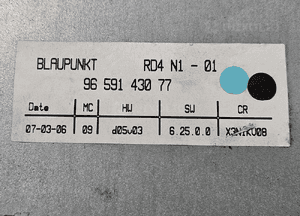 BLAUPUNKT RD4 N1 - 01
96 591 430 77
Date MC HW SW CR
07-03-06 09 d05v03 6.25.0.0